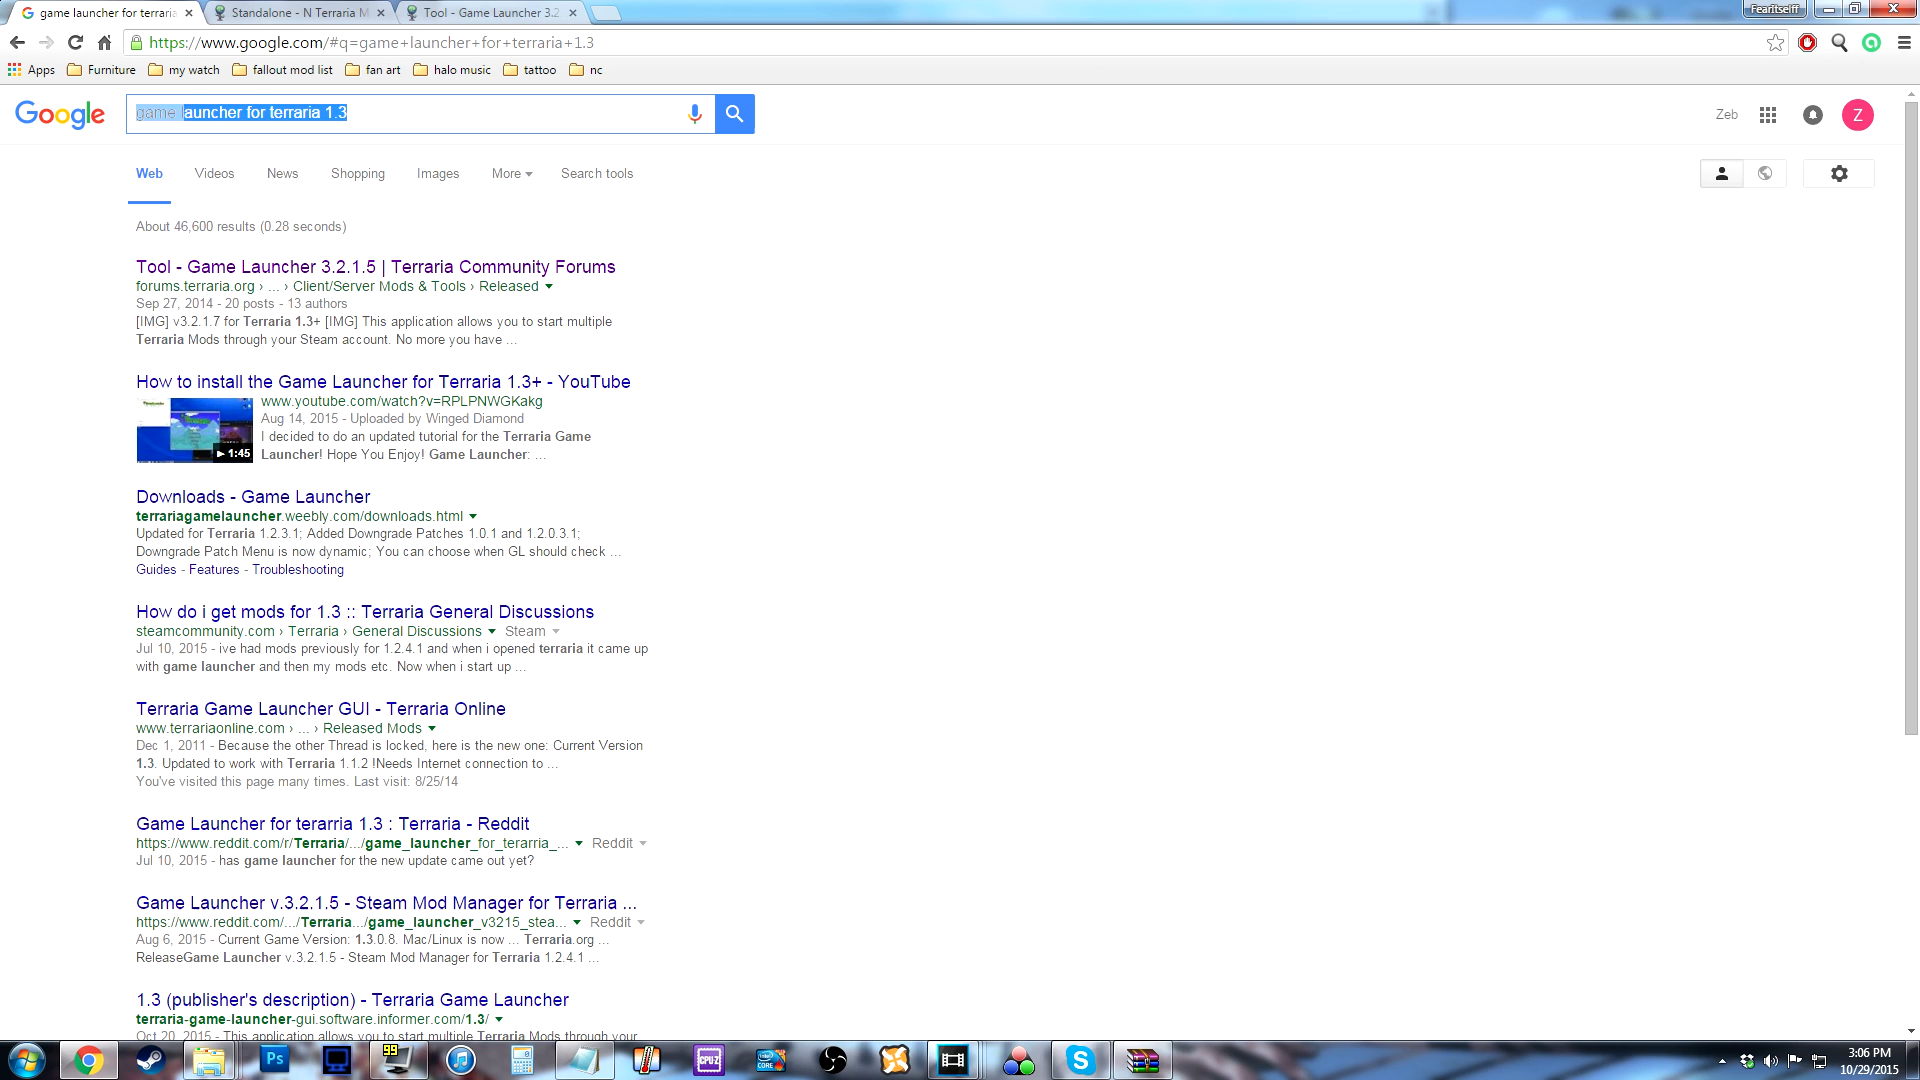 game launcher for terraria
Standalone - N Terraria M
Tool - Game Launcher 3.2
Fearitself
https://www.google.com/#q=game+launcher+for+terraria+1.3
Apps
Furniture
my watch
fallout mod list
fan art
halo music
tattoo
nc
Google
game launcher for terraria 1.3
Zeb
Z
Web
Videos
News
Shopping
Images
More
Search tools
About 46,600 results (0.28 seconds)
Tool - Game Launcher 3.2.1.5 | Terraria Community Forums
forums.terraria.org › ... › Client/Server Mods & Tools › Released
Sep 27, 2014 - 20 posts - 13 authors
[IMG] v3.2.1.7 for Terraria 1.3+ [IMG] This application allows you to start multiple
Terraria Mods through your Steam account. No more you have ...
How to install the Game Launcher for Terraria 1.3+ - YouTube
www.youtube.com/watch?v=RPLPNWGKakg
Aug 14, 2015 - Uploaded by Winged Diamond
I decided to do an updated tutorial for the Terraria Game
Launcher! Hope You Enjoy! Game Launcher: ...
1:45
Downloads - Game Launcher
terrariagamelauncher.weebly.com/downloads.html
Updated for Terraria 1.2.3.1; Added Downgrade Patches 1.0.1 and 1.2.0.3.1;
Downgrade Patch Menu is now dynamic; You can choose when GL should check ...
Guides - Features - Troubleshooting
How do i get mods for 1.3 :: Terraria General Discussions
steamcommunity.com › Terraria › General Discussions Steam
Jul 10, 2015 - ive had mods previously for 1.2.4.1 and when i opened terraria it came up
with game launcher and then my mods etc. Now when i start up ...
Terraria Game Launcher GUI - Terraria Online
www.terrariaonline.com › ... › Released Mods
Dec 1, 2011 - Because the other Thread is locked, here is the new one: Current Version
1.3. Updated to work with Terraria 1.1.2 !Needs Internet connection to ...
You've visited this page many times. Last visit: 8/25/14
Game Launcher for terarria 1.3 : Terraria - Reddit
https://www.reddit.com/r/Terraria/.../game_launcher_for_terarria_... Reddit
Jul 10, 2015 - has game launcher for the new update came out yet?
Game Launcher v.3.2.1.5 - Steam Mod Manager for Terraria ...
https://www.reddit.com/.../Terraria.../game_launcher_v3215_stea... Reddit
Aug 6, 2015 - Current Game Version: 1.3.0.8. Mac/Linux is now ... Terraria.org ...
ReleaseGame Launcher v.3.2.1.5 - Steam Mod Manager for Terraria 1.2.4.1 ...
1.3 (publisher's description) - Terraria Game Launcher
terraria-game-launcher-gui.software.informer.com/1.3/
Oct 20, 2015 - This application allows you to start multiple Terraria Mods through your
Ps
99
CPU-Z
CORE
3:06 PM
10/29/2015